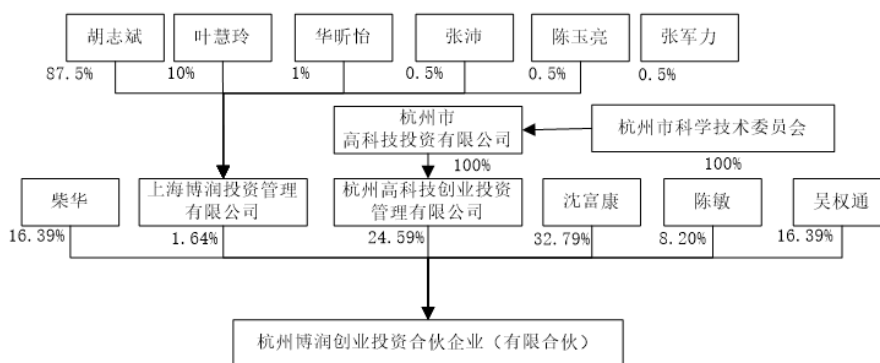 胡志斌
叶慧玲
华昕怡
张沛
陈玉亮
张军力
87.5%
10%
1%
0.5%
0.5%
0.5%
杭州市
高科技投资有限公司
杭州市科学技术委员会
100%
100%
柴华
上海博润投资管理
有限公司
杭州高科技创业投资
管理有限公司
沈富康
陈敏
吴权通
16.39%
1.64%
24.59%
32.79%
8.20%
16.39%
杭州博润创业投资合伙企业（有限合伙）